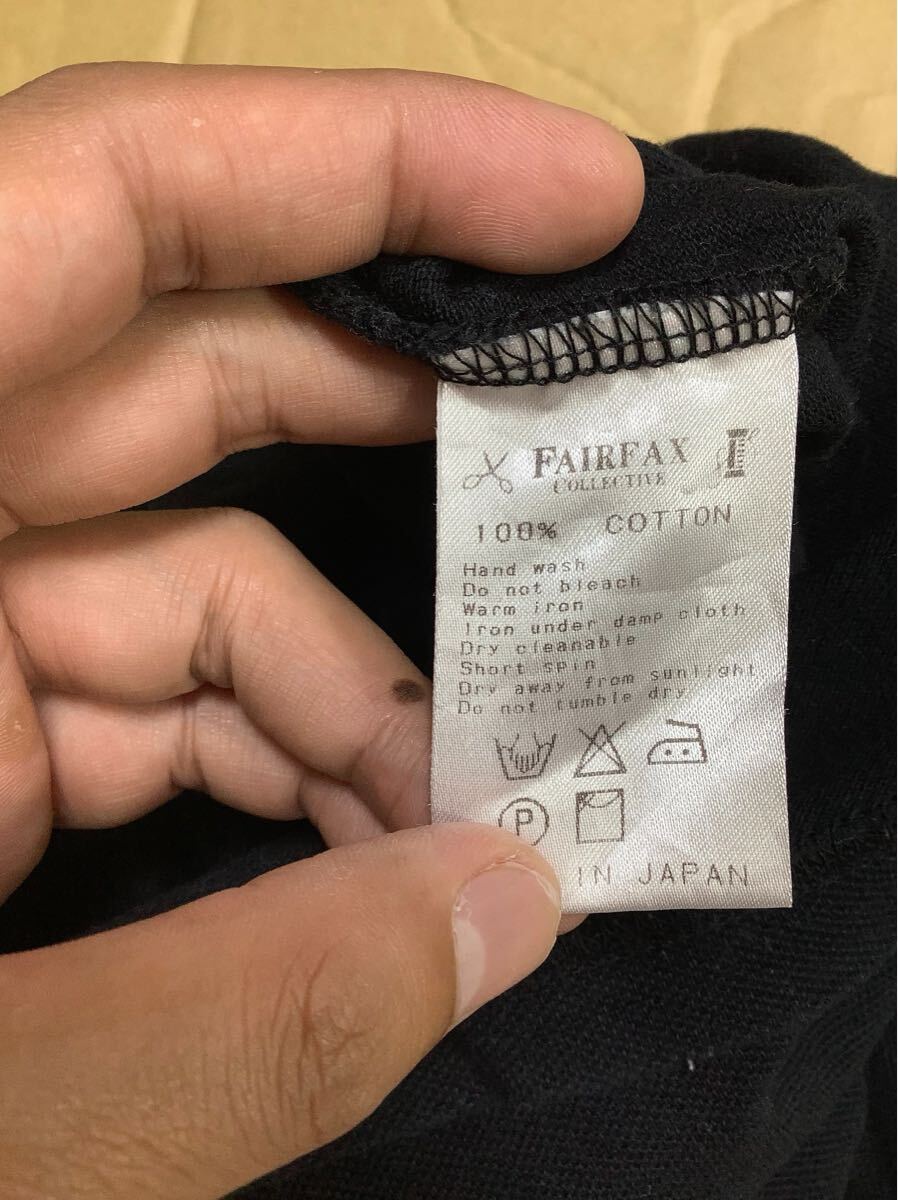 FAIRFAX
COLLECTIVE
100% COTTON
Hand wash
Do not bleach
Warm iron
Iron under damp cloth
Dry cleanable
Short spin
Dry away from sunlight
Do not tumble dry
P
IN JAPAN